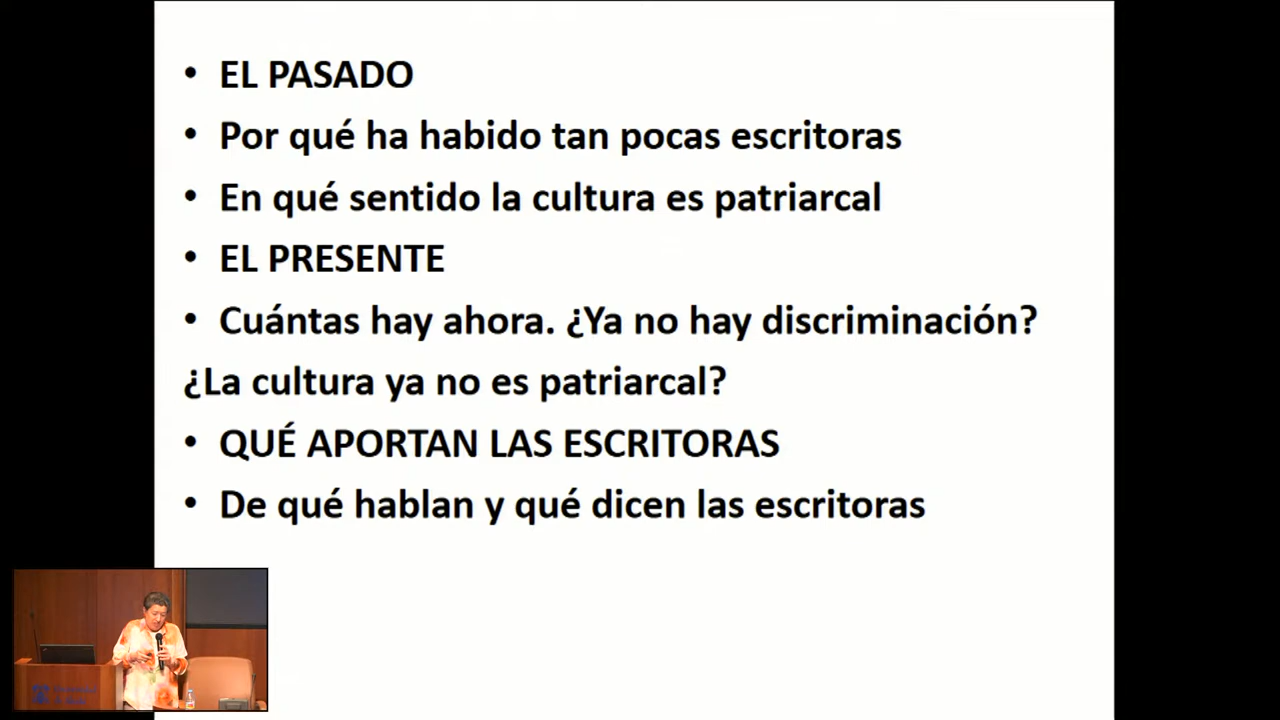 • EL PASADO
• Por qué ha habido tan pocas escritoras
• En qué sentido la cultura es patriarcal
• EL PRESENTE
• Cuántas hay ahora. ¿Ya no hay discriminación?
¿La cultura ya no es patriarcal?
• QUÉ APORTAN LAS ESCRITORAS
• De qué hablan y qué dicen las escritoras